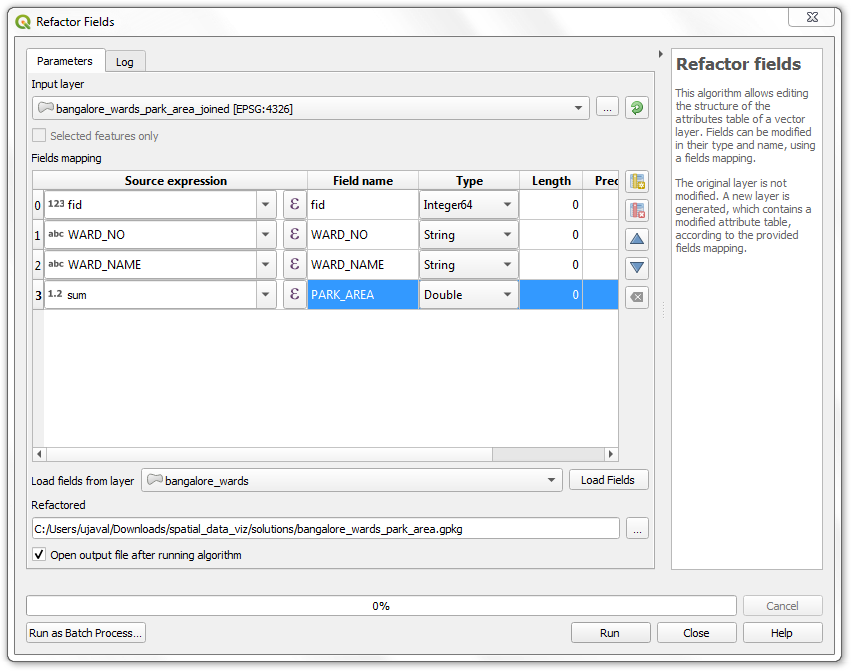 Refactor Fields
Parameters
Log
Input layer
bangalore_wards_park_area_joined [EPSG:4326]
...
Selected features only
Fields mapping
Source expression Field name Type Length Prec
0 123 fid ε fid Integer64 0
1 abc WARD_NO ε WARD_NO String 0
2 abc WARD_NAME ε WARD_NAME String 0
3 1.2 sum ε PARK_AREA Double 0
Load fields from layer bangalore_wards Load Fields
Refactored
C:/Users/ujaval/Downloads/spatial_data_viz/solutions/bangalore_wards_park_area.gpkg
...
Open output file after running algorithm
Refactor fields
This algorithm allows editing
the structure of the
attributes table of a vector
layer. Fields can be modified
in their type and name, using
a fields mapping.
The original layer is not
modified. A new layer is
generated, which contains a
modified attribute table,
according to the provided
fields mapping.
0%
Cancel
Run as Batch Process...
Run
Close
Help